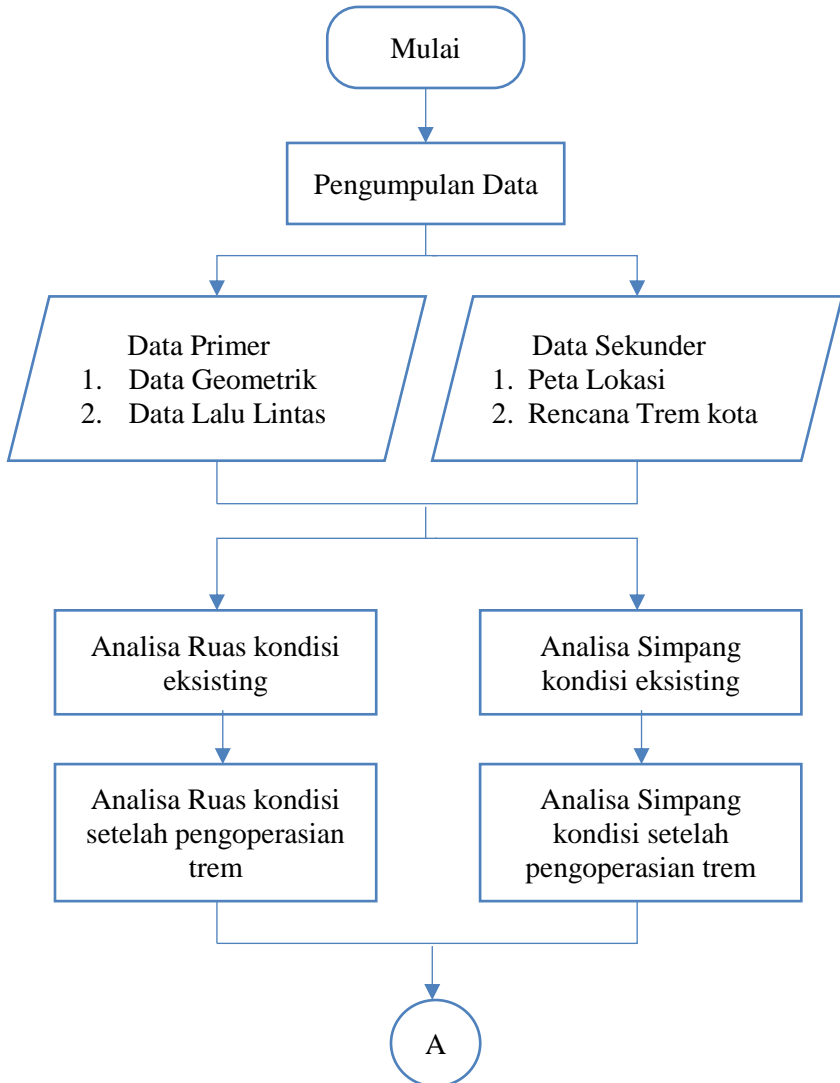 Mulai
Pengumpulan Data
Data Primer
1. Data Geometrik
2. Data Lalu Lintas
Data Sekunder
1. Peta Lokasi
2. Rencana Trem kota
Analisa Ruas kondisi
eksisting
Analisa Simpang
kondisi eksisting
Analisa Ruas kondisi
setelah pengoperasian
trem
Analisa Simpang
kondisi setelah
pengoperasian trem
A